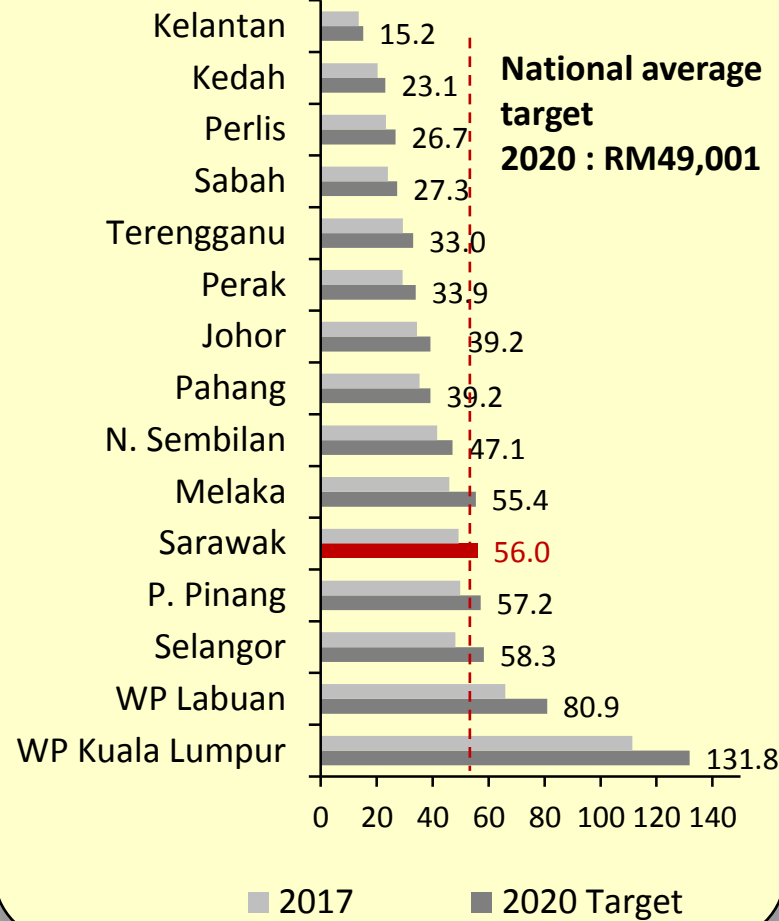 Kelantan 15.2
Kedah 23.1
Perlis 26.7
Sabah 27.3
Terengganu 33.0
Perak 33.9
Johor 39.2
Pahang 39.2
N. Sembilan 47.1
Melaka 55.4
Sarawak 56.0
P. Pinang 57.2
Selangor 58.3
WP Labuan 80.9
WP Kuala Lumpur 131.8
National average
target
2020 : RM49,001
0 20 40 60 80 100 120 140
2017 2020 Target